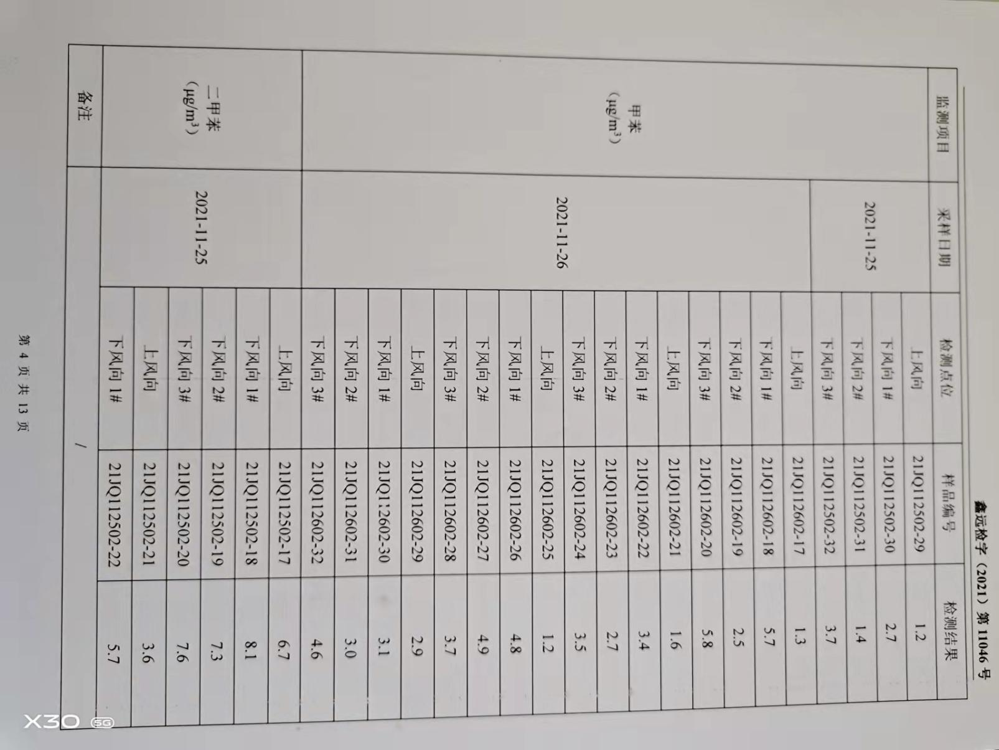 鑫远检字（2021）第 11046 号
监测项目 采样日期 检测点位 样品编号 检测结果
甲苯
（μg/m³）
2021-11-25
上风向 21JQ112502-29 1.2
下风向 1# 21JQ112502-30 2.7
下风向 2# 21JQ112502-31 1.4
下风向 3# 21JQ112502-32 3.7
2021-11-26
上风向 21JQ112602-17 1.3
下风向 1# 21JQ112602-18 5.7
下风向 2# 21JQ112602-19 2.5
下风向 3# 21JQ112602-20 5.8
上风向 21JQ112602-21 1.6
下风向 1# 21JQ112602-22 3.4
下风向 2# 21JQ112602-23 2.7
下风向 3# 21JQ112602-24 3.5
上风向 21JQ112602-25 1.2
下风向 1# 21JQ112602-26 4.8
下风向 2# 21JQ112602-27 4.9
下风向 3# 21JQ112602-28 3.7
上风向 21JQ112602-29 2.9
下风向 1# 21JQ112602-30 3.1
下风向 2# 21JQ112602-31 3.0
下风向 3# 21JQ112602-32 4.6
二甲苯
（μg/m³）
2021-11-25
上风向 21JQ112502-17 6.7
下风向 1# 21JQ112502-18 8.1
下风向 2# 21JQ112502-19 7.3
下风向 3# 21JQ112502-20 7.6
上风向 21JQ112502-21 3.6
下风向 1# 21JQ112502-22 5.7
备注 /
第 4 页 共 13 页
X30 5G